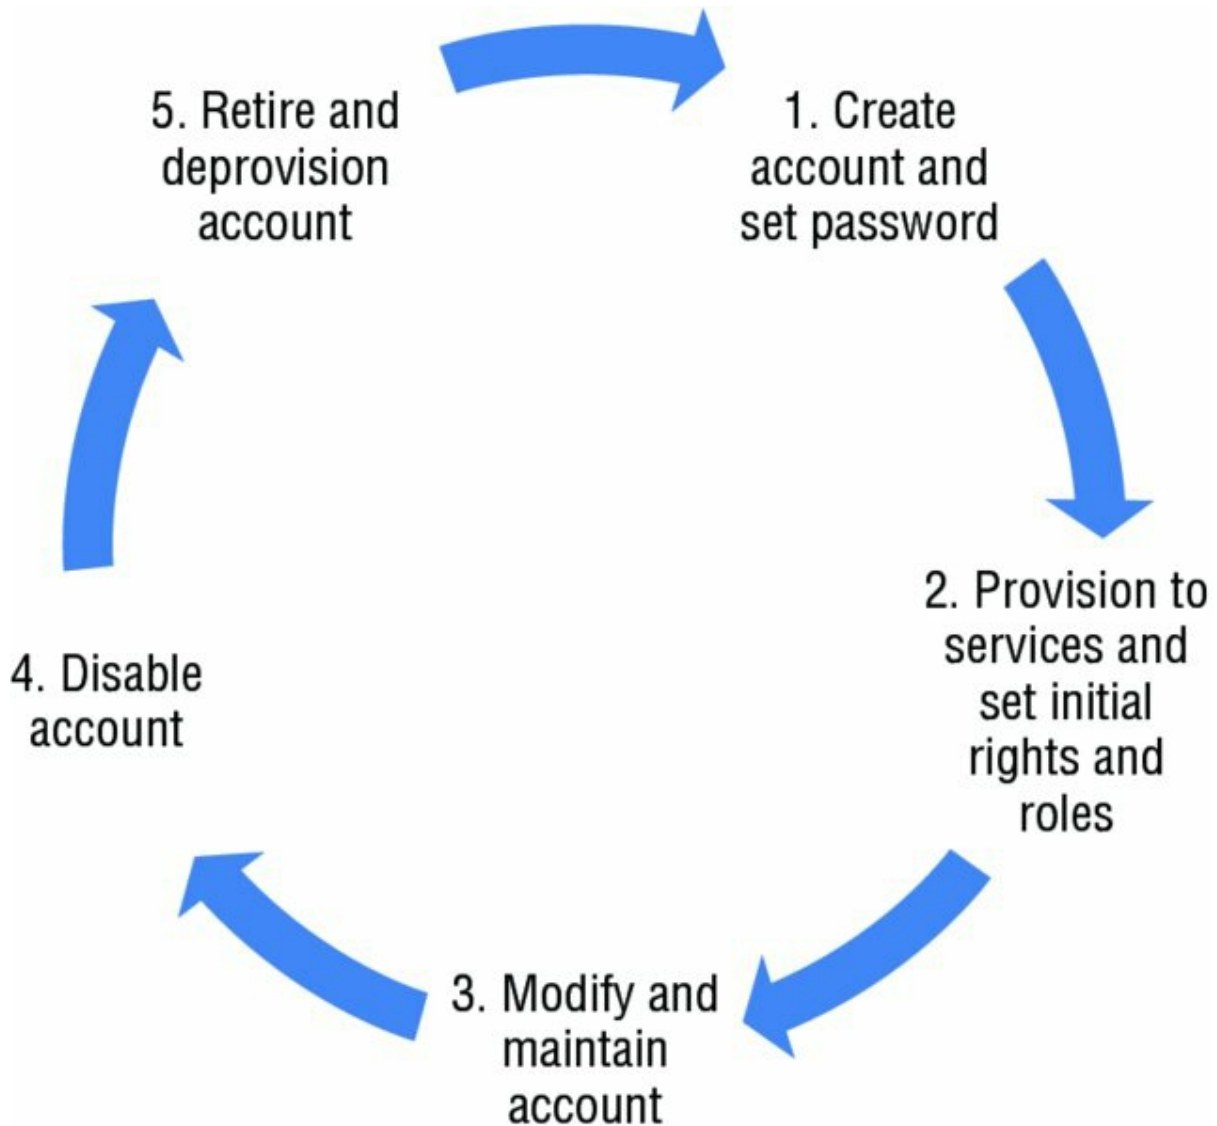 1. Create
account and
set password
2. Provision to
services and
set initial
rights and
roles
3. Modify and
maintain
account
4. Disable
account
5. Retire and
deprovision
account